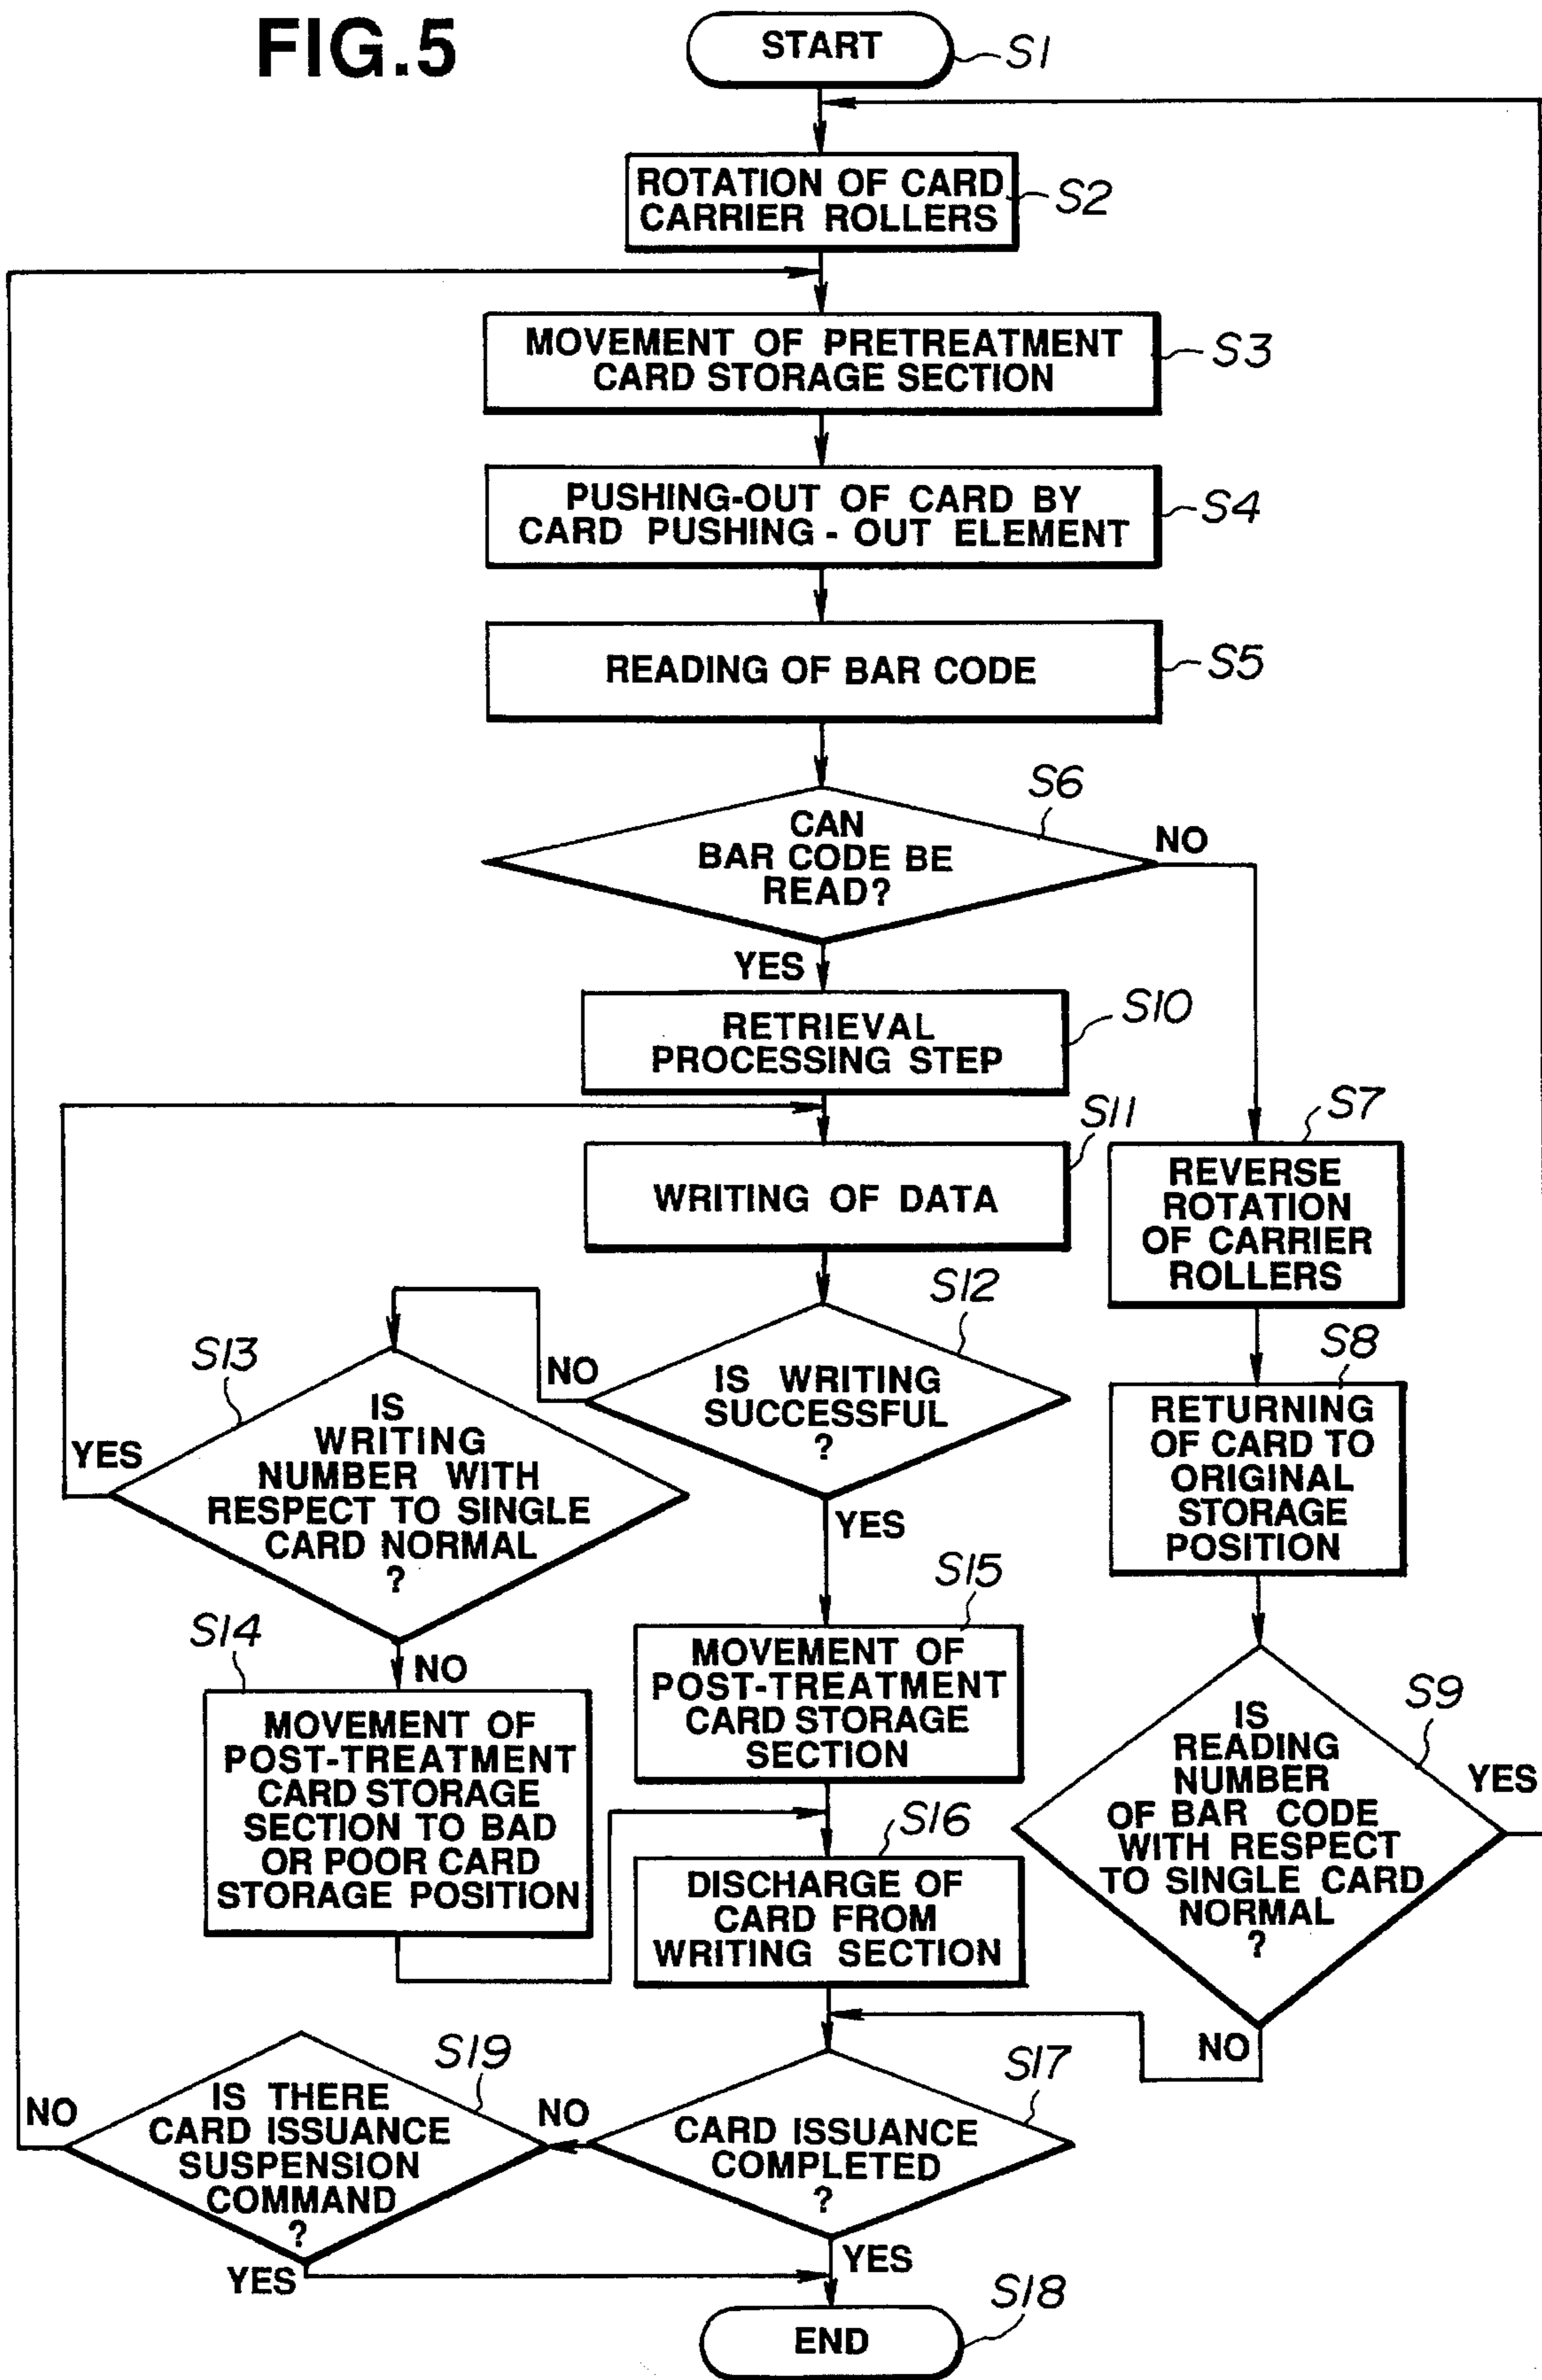 FIG.5
START
S1
ROTATION OF CARD
CARRIER ROLLERS
S2
MOVEMENT OF PRETREATMENT
CARD STORAGE SECTION
S3
PUSHING-OUT OF CARD BY
CARD PUSHING - OUT ELEMENT
S4
READING OF BAR CODE
S5
CAN
BAR CODE BE
READ?
S6
NO
YES
RETRIEVAL
PROCESSING STEP
S10
WRITING OF DATA
S11
S7
REVERSE
ROTATION
OF CARRIER
ROLLERS
IS WRITING
SUCCESSFUL
?
S12
NO
YES
S13
IS
WRITING
NUMBER WITH
RESPECT TO SINGLE
CARD NORMAL
?
YES
NO
S8
RETURNING
OF CARD TO
ORIGINAL
STORAGE
POSITION
S14
MOVEMENT OF
POST-TREATMENT
CARD STORAGE
SECTION TO BAD
OR POOR CARD
STORAGE POSITION
S15
MOVEMENT OF
POST-TREATMENT
CARD STORAGE
SECTION
S9
IS
READING
NUMBER
OF BAR CODE
WITH RESPECT
TO SINGLE CARD
NORMAL
?
YES
NO
S16
DISCHARGE OF
CARD FROM
WRITING SECTION
S17
CARD ISSUANCE
COMPLETED
?
NO
YES
S19
IS THERE
CARD ISSUANCE
SUSPENSION
COMMAND
?
NO
YES
S18
END